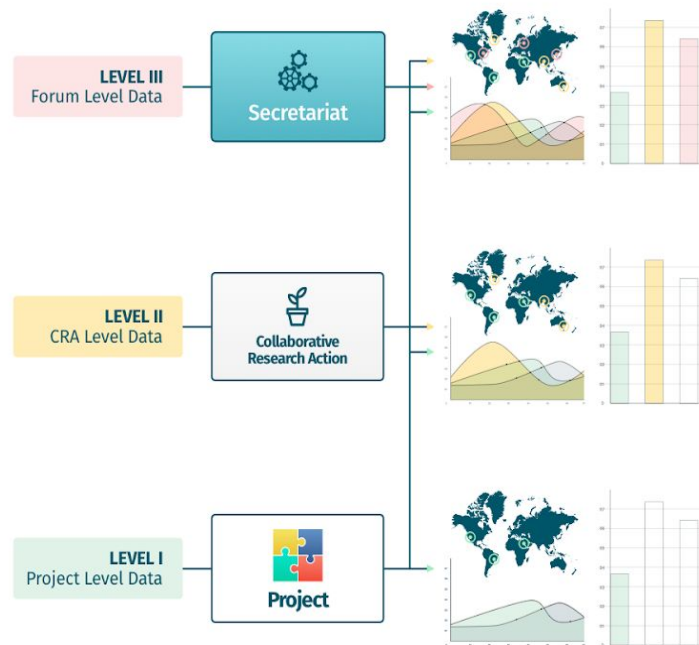 LEVEL III
Forum Level Data
Secretariat
LEVEL II
CRA Level Data
Collaborative
Research Action
LEVEL I
Project Level Data
Project